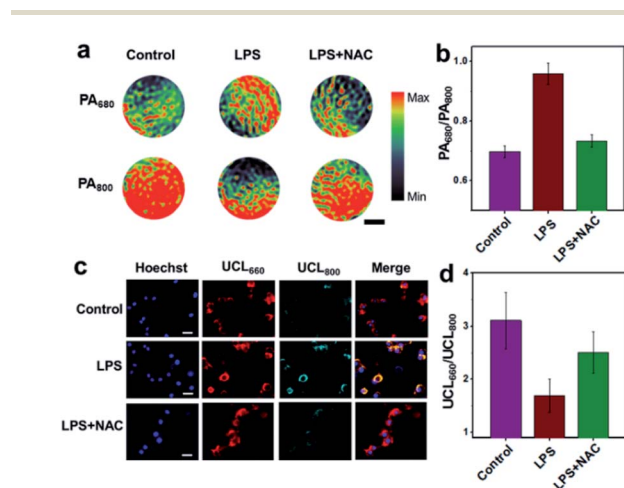 a
Control LPS LPS+NAC
PA680
Max
PA800
Min
b
PA680/PA800
1.0
0.8
0.6
Control LPS LPS+NAC
c
Hoechst UCL660 UCL800 Merge
Control
LPS
LPS+NAC
d
UCL660/UCL800
4
3
2
1
Control LPS LPS+NAC